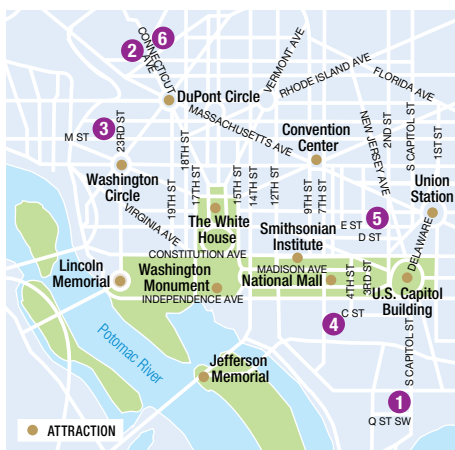 6
2
CONNECTICUT
AVE
VERMONT AVE
RHODE ISLAND AVE
FLORIDA AVE
DuPont Circle
MASSACHUSETTS AVE
3
M ST
23RD ST
Convention
Center
NEW JERSEY AVE
2ND ST
S CAPITOL ST
1ST ST
Washington
Circle
18TH ST
19TH ST
17TH ST
15TH ST
14TH ST
12TH ST
9TH ST
7TH ST
Union
Station
VIRGINIA AVE
The White
House
5
E ST
D ST
Smithsonian
Institute
DELAWARE
CONSTITUTION AVE
Lincoln
Memorial
Washington
Monument
MADISON AVE
National Mall
4TH ST
3RD ST
U.S. Capitol
Building
INDEPENDENCE AVE
4
C ST
Potomac River
Jefferson
Memorial
S CAPITOL ST
1
Q ST SW
ATTRACTION